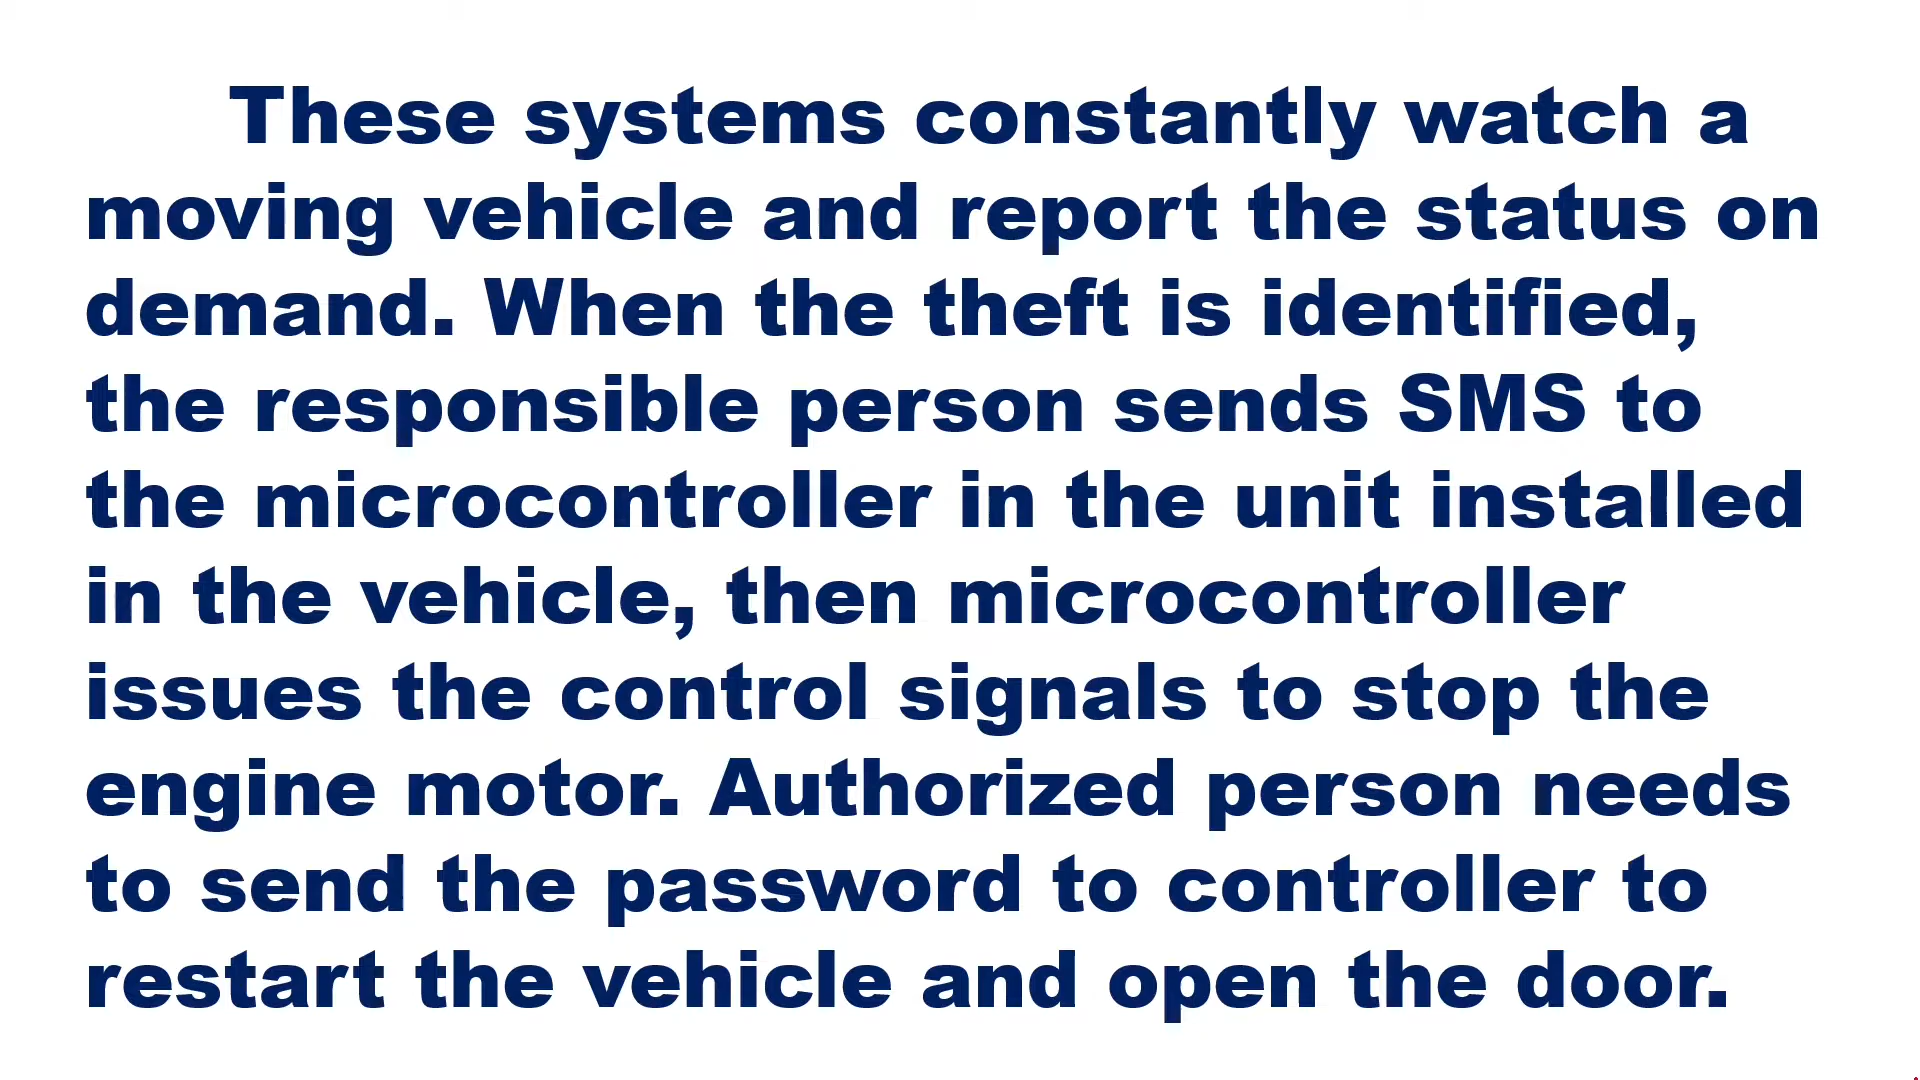 These systems constantly watch a
moving vehicle and report the status on
demand. When the theft is identified,
the responsible person sends SMS to
the microcontroller in the unit installed
in the vehicle, then microcontroller
issues the control signals to stop the
engine motor. Authorized person needs
to send the password to controller to
restart the vehicle and open the door.